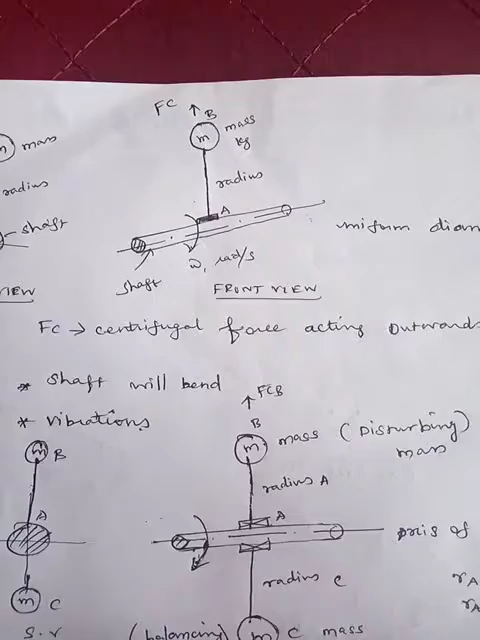 FC B
m mass
kg
mass
radius
radius
A
shaft
uniform diam
ω, rad/s
shaft
VIEW
FRONT VIEW
Fc → centrifugal force acting outwards
* shaft will bend
FCB
* vibrations
B
m B
m mass (Disturbing)
mass
radius A
A
A
axis of
radius C
rA
rA
m C
S.V
(balancing) m C mass